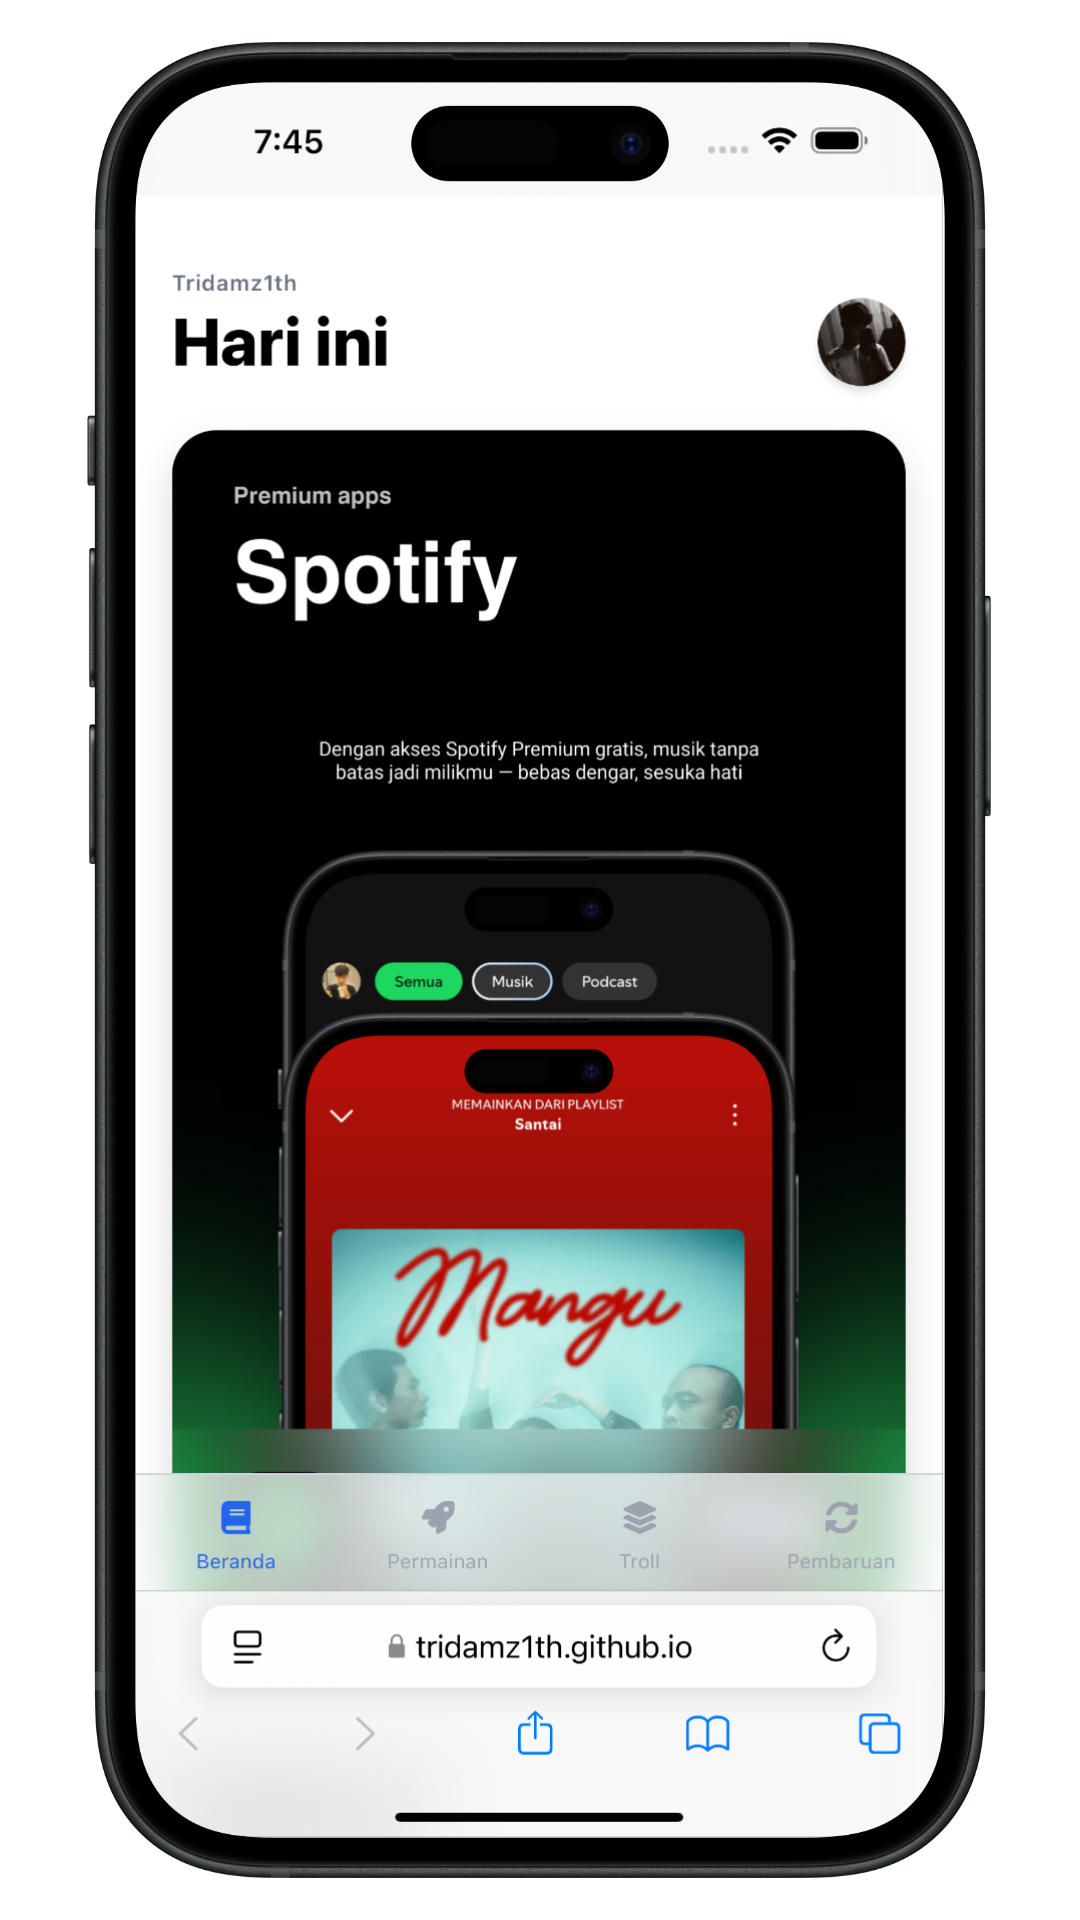 7:45
Tridamz1th
Hari ini
Premium apps
Spotify
Dengan akses Spotify Premium gratis, musik tanpa
batas jadi milikmu — bebas dengar, sesuka hati
Semua
Musik
Podcast
MEMAINKAN DARI PLAYLIST
Santai
Mangu
Beranda
Permainan
Troll
Pembaruan
tridamz1th.github.io